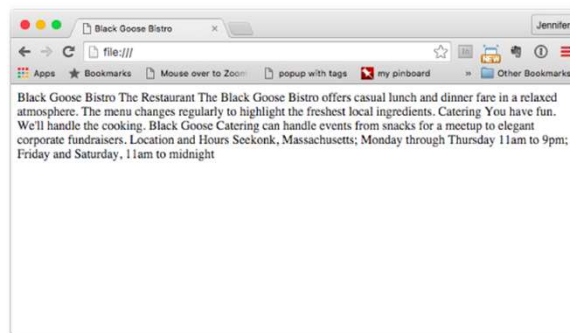 Black Goose Bistro
Jennifer
file:///
Apps Bookmarks Mouse over to Zoom popup with tags my pinboard » Other Bookmarks
Black Goose Bistro The Restaurant The Black Goose Bistro offers casual lunch and dinner fare in a relaxed
atmosphere. The menu changes regularly to highlight the freshest local ingredients. Catering You have fun.
We'll handle the cooking. Black Goose Catering can handle events from snacks for a meetup to elegant
corporate fundraisers. Location and Hours Seekonk, Massachusetts; Monday through Thursday 11am to 9pm;
Friday and Saturday, 11am to midnight